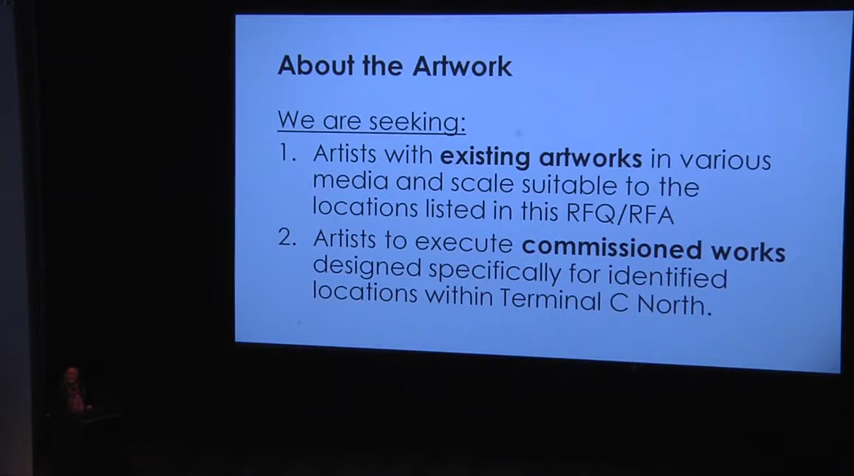 About the Artwork
We are seeking:
1. Artists with existing artworks in various
media and scale suitable to the
locations listed in this RFQ/RFA
2. Artists to execute commissioned works
designed specifically for identified
locations within Terminal C North.